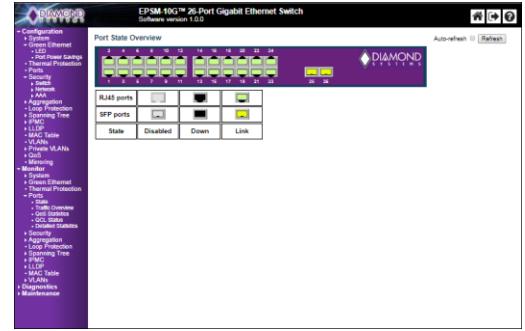 DIAMOND
EPSM-10G™ 26-Port Gigabit Ethernet Switch
Software version 1.0.0
Configuration
System
Green Ethernet
LED
Port Power Savings
Thermal Protection
Ports
Security
Switch
Network
AAA
Aggregation
Loop Protection
Spanning Tree
IPMC
LLDP
MAC Table
VLANs
Private VLANs
QoS
Mirroring
Monitor
System
Green Ethernet
Thermal Protection
Ports
State
Traffic Overview
QoS Statistics
QCL Status
Detailed Statistics
Security
Aggregation
Loop Protection
Spanning Tree
IPMC
LLDP
MAC Table
VLANs
Diagnostics
Maintenance
Port State Overview
Auto-refresh Refresh
2 4 6 8 10 12 14 16 18 20 22 24
DIAMOND
SYSTEMS
1 3 5 7 9 11 13 15 17 19 21 23 25 26
RJ45 ports
SFP ports
State Disabled Down Link